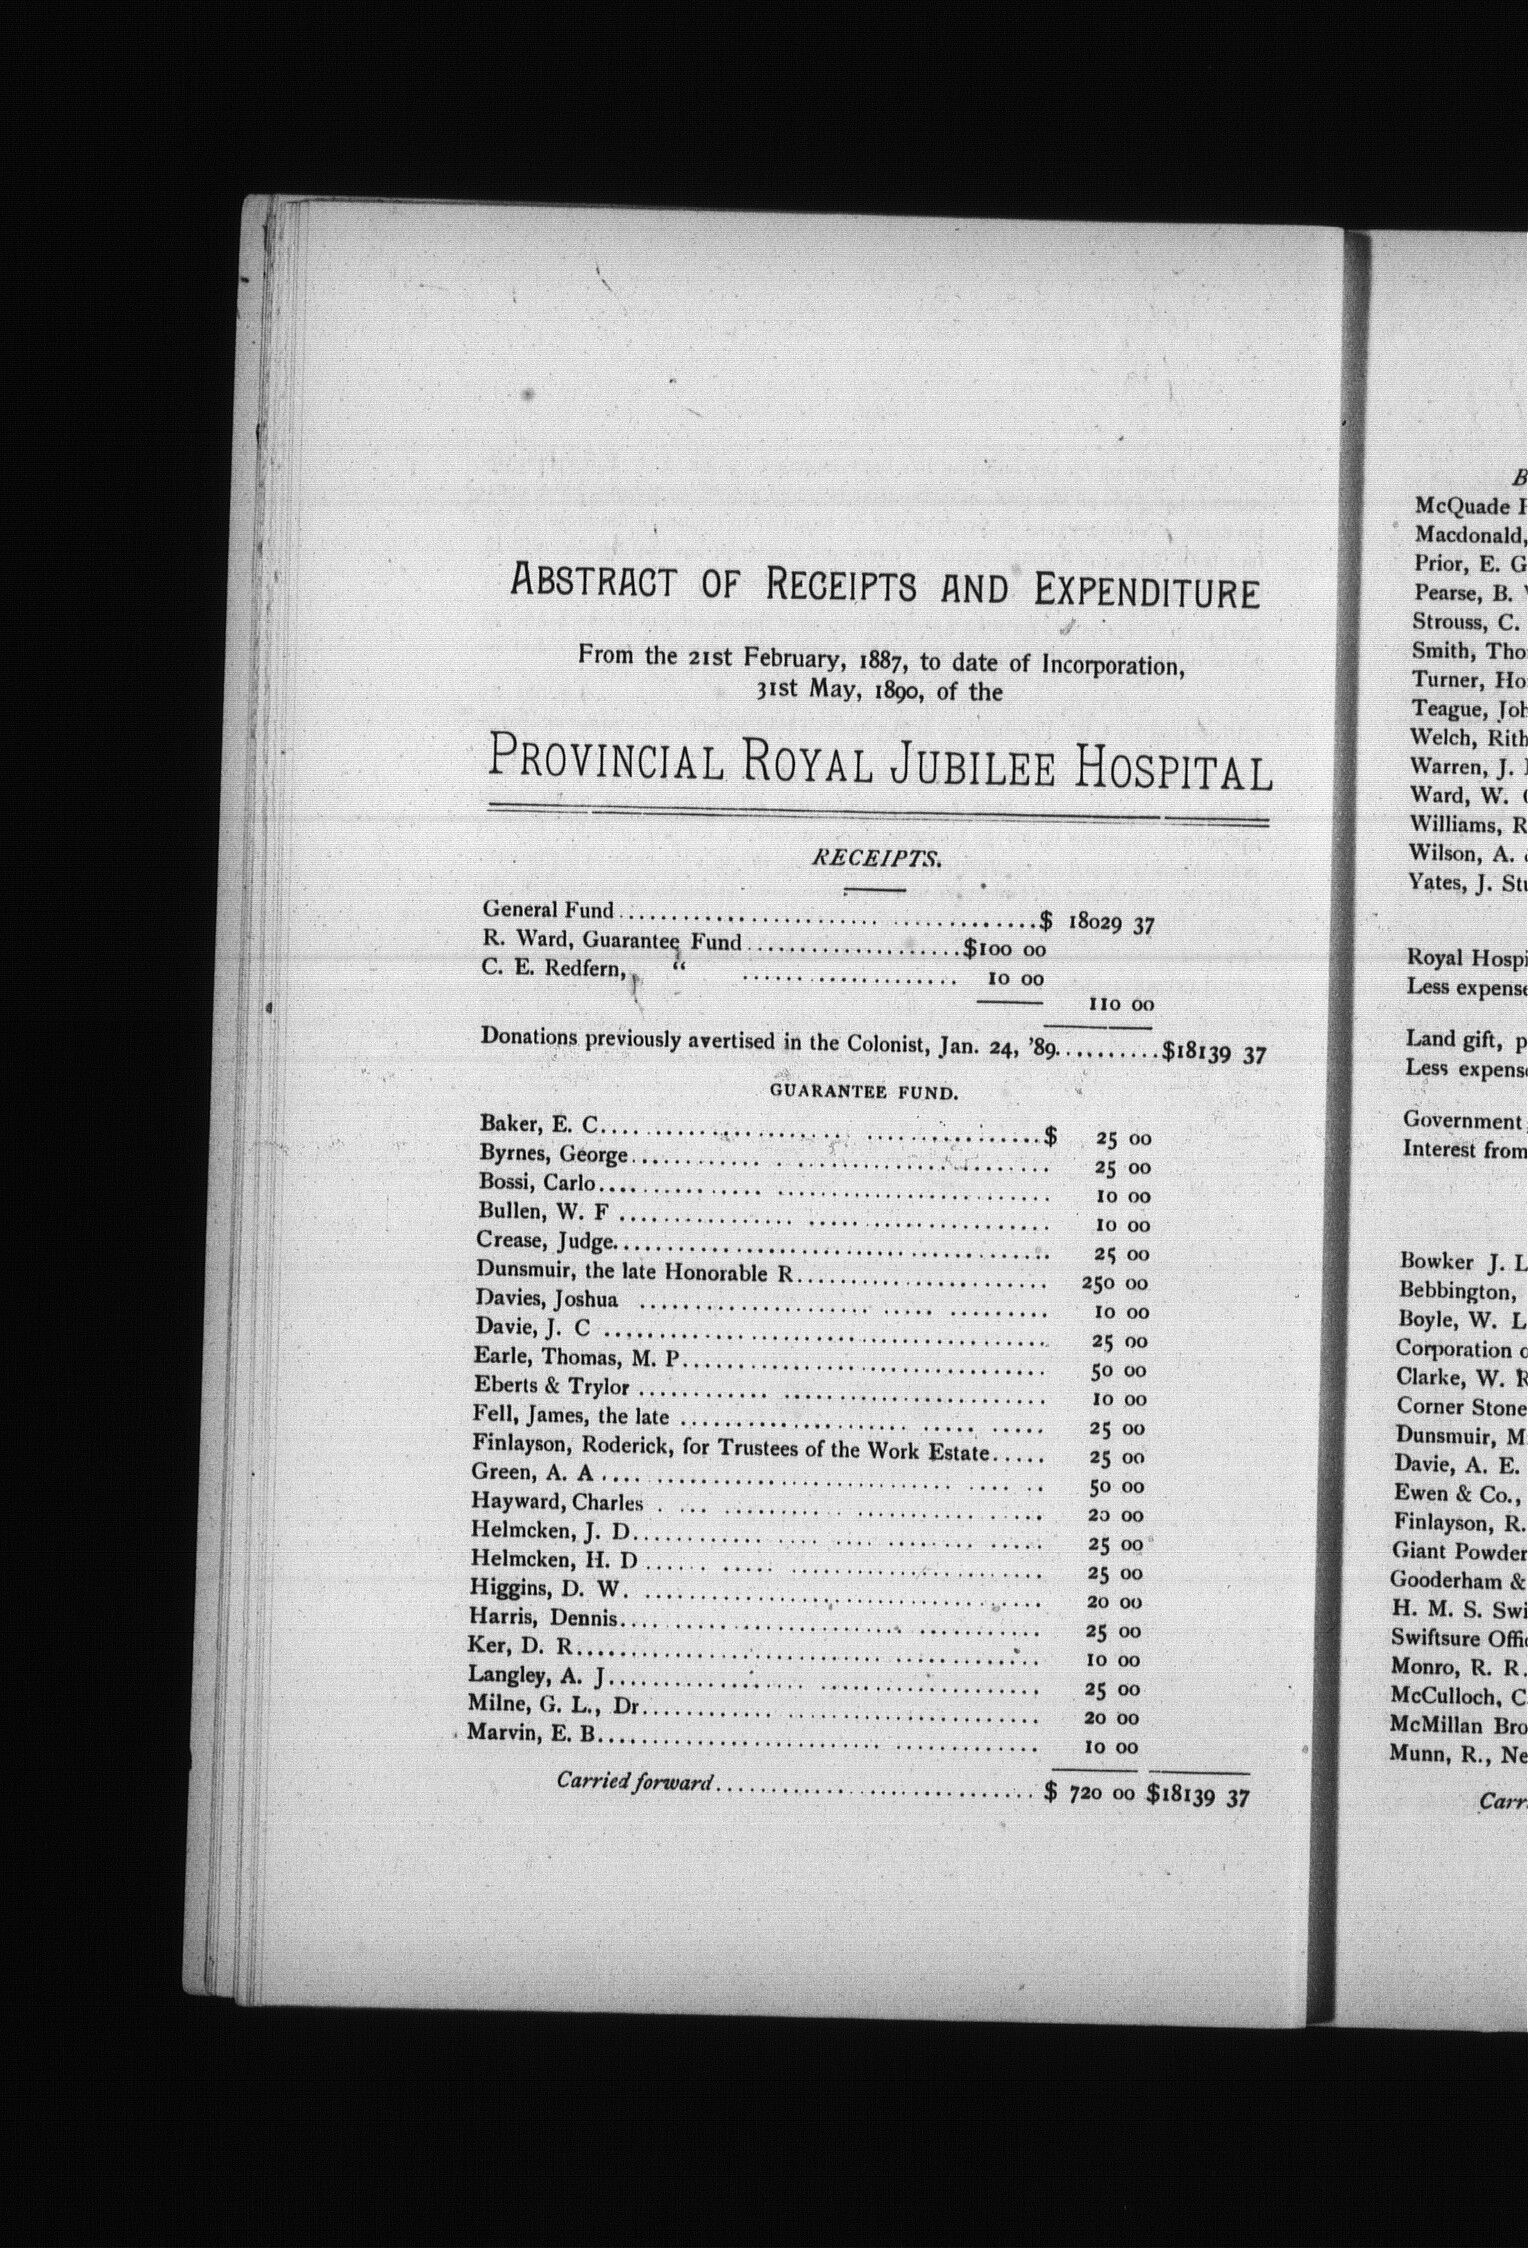 ABSTRACT OF RECEIPTS AND EXPENDITURE
From the 21st February, 1887, to date of Incorporation,
31st May, 1890, of the
PROVINCIAL ROYAL JUBILEE HOSPITAL
RECEIPTS.
General Fund $ 18029 37
R. Ward, Guarantee Fund $100 00
C. E. Redfern, “ 10 00
110 00
Donations previously avertised in the Colonist, Jan. 24, '89 $18139 37
GUARANTEE FUND.
Baker, E. C. $ 25 00
Byrnes, George 25 00
Bossi, Carlo 10 00
Bullen, W. F 10 00
Crease, Judge 25 00
Dunsmuir, the late Honorable R 250 00
Davies, Joshua 10 00
Davie, J. C 25 00
Earle, Thomas, M. P. 50 00
Eberts & Trylor 10 00
Fell, James, the late 25 00
Finlayson, Roderick, for Trustees of the Work Estate 25 00
Green, A. A 50 00
Hayward, Charles 20 00
Helmcken, J. D. 25 00
Helmcken, H. D 25 00
Higgins, D. W. 20 00
Harris, Dennis 25 00
Ker, D. R. 10 00
Langley, A. J. 25 00
Milne, G. L., Dr. 20 00
Marvin, E. B. 10 00
Carried forward $ 720 00 $18139 37
McQuade
Macdonald,
Prior, E. G
Pearse, B.
Strouss, C.
Smith, Tho
Turner, Ho
Teague, Joh
Welch, Rith
Warren, J.
Ward, W.
Williams, R
Wilson, A.
Yates, J. Stu
Royal Hospi
Less expense
Land gift, p
Less expens
Government
Interest from
Bowker J. L
Bebbington,
Boyle, W. L
Corporation
Clarke, W. R
Corner Stone
Dunsmuir, M
Davie, A. E.
Ewen & Co.,
Finlayson, R.
Giant Powder
Gooderham &
H. M. S. Swi
Swiftsure Offi
Monro, R. R.
McCulloch, C
McMillan Bro
Munn, R., Ne
Carr